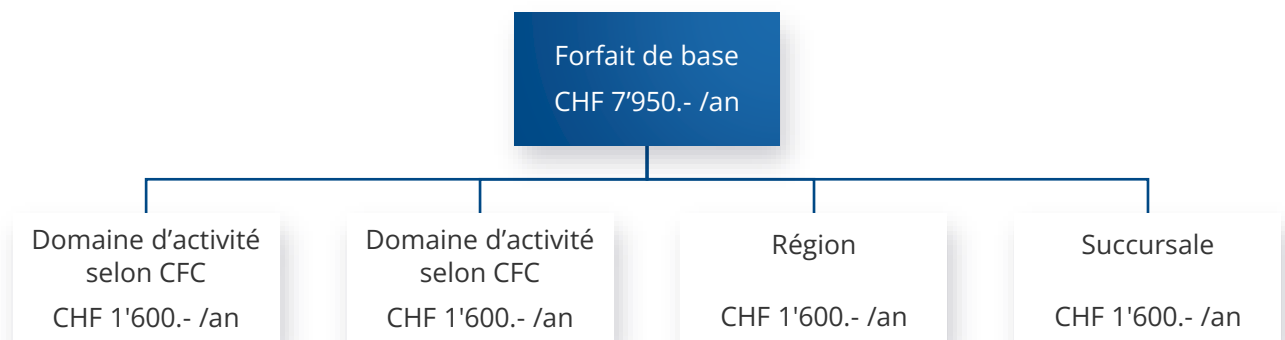 Forfait de base
CHF 7’950.- /an
Domaine d’activité
selon CFC
CHF 1'600.- /an
Domaine d’activité
selon CFC
CHF 1'600.- /an
Région
CHF 1'600.- /an
Succursale
CHF 1'600.- /an